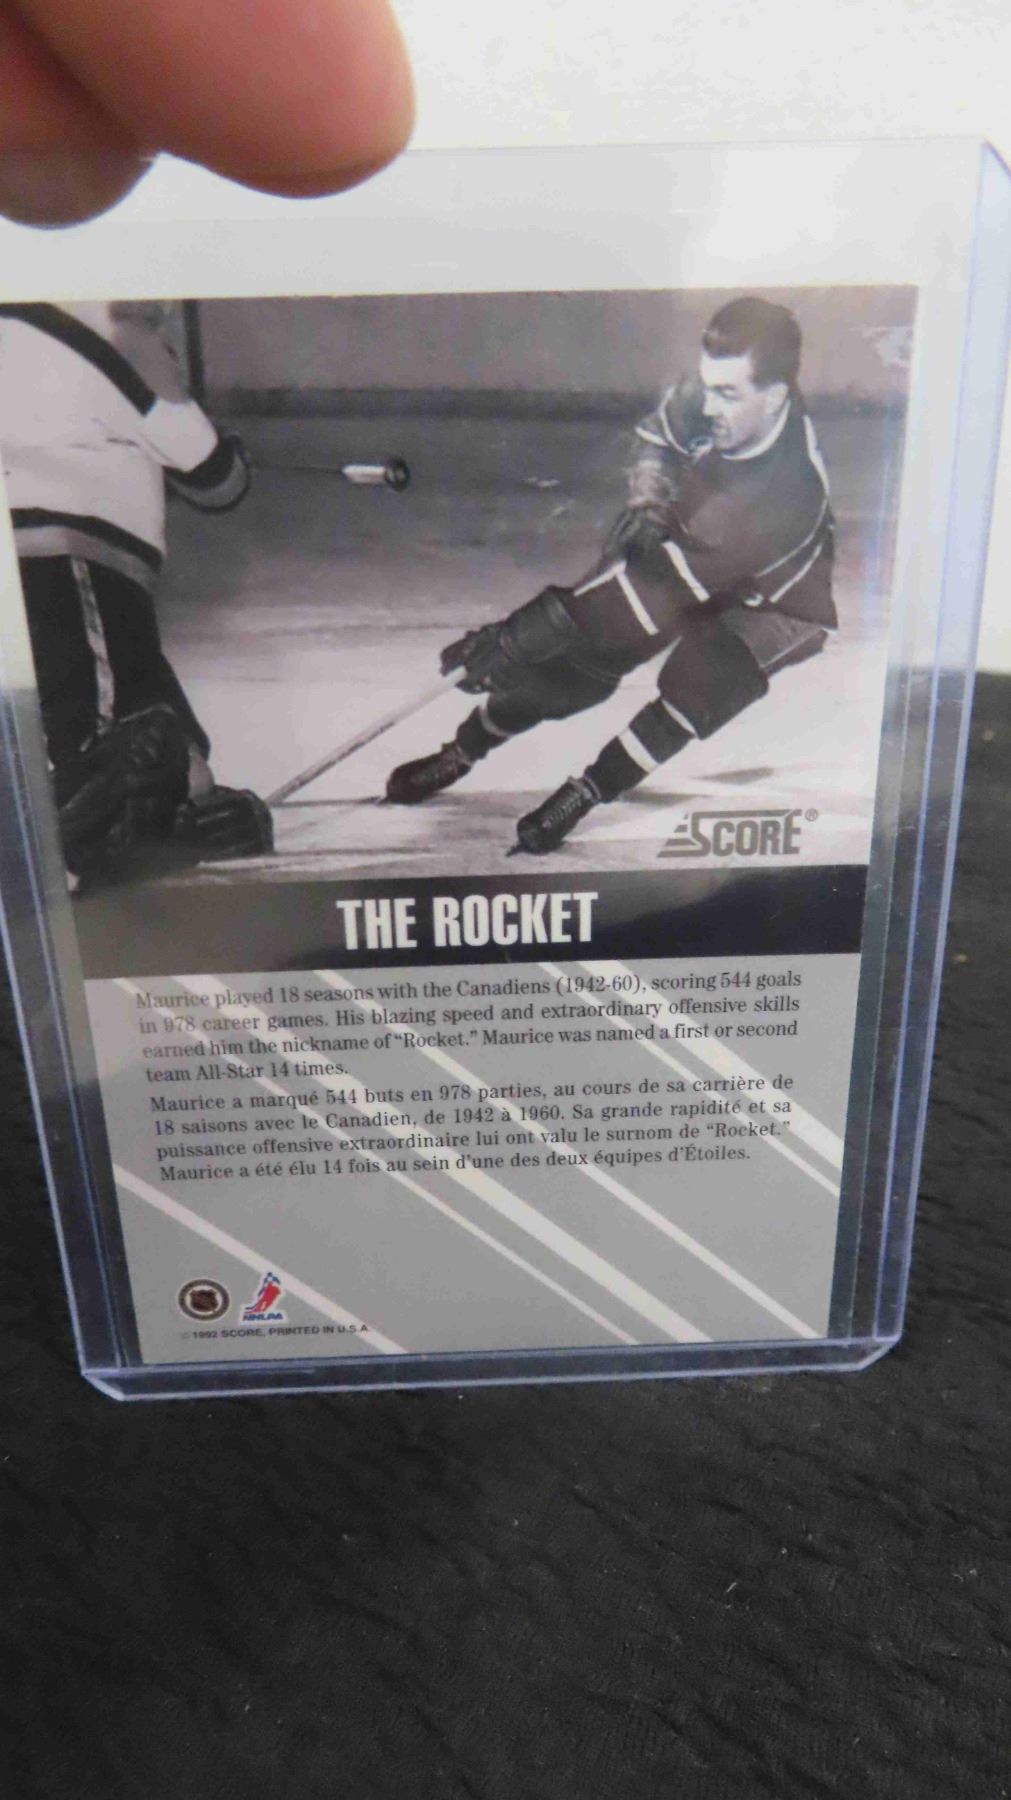 SCORE®
THE ROCKET
Maurice played 18 seasons with the Canadiens (1942-60), scoring 544 goals
in 978 career games. His blazing speed and extraordinary offensive skills
earned him the nickname of “Rocket.” Maurice was named a first or second
team All-Star 14 times.
Maurice a marqué 544 buts en 978 parties, au cours de sa carrière de
18 saisons avec le Canadien, de 1942 à 1960. Sa grande rapidité et sa
puissance offensive extraordinaire lui ont valu le surnom de “Rocket.”
Maurice a été élu 14 fois au sein d'une des deux équipes d'Étoiles.
NHLPA
© 1992 SCORE, PRINTED IN U.S.A.